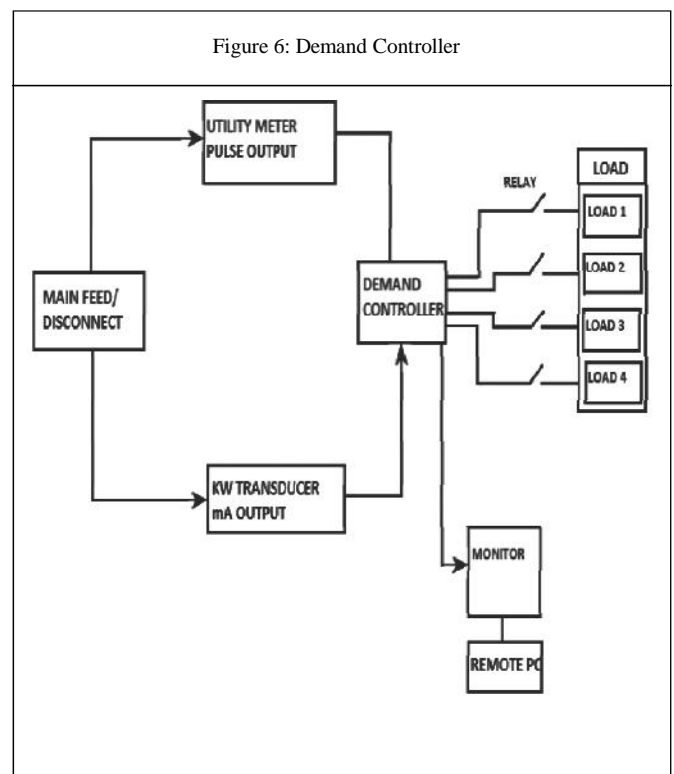 Figure 6: Demand Controller
UTILITY METER
PULSE OUTPUT
LOAD
RELAY
LOAD 1
LOAD 2
LOAD 3
LOAD 4
MAIN FEED/
DISCONNECT
DEMAND
CONTROLLER
KW TRANSDUCER
mA OUTPUT
MONITOR
REMOTE PC